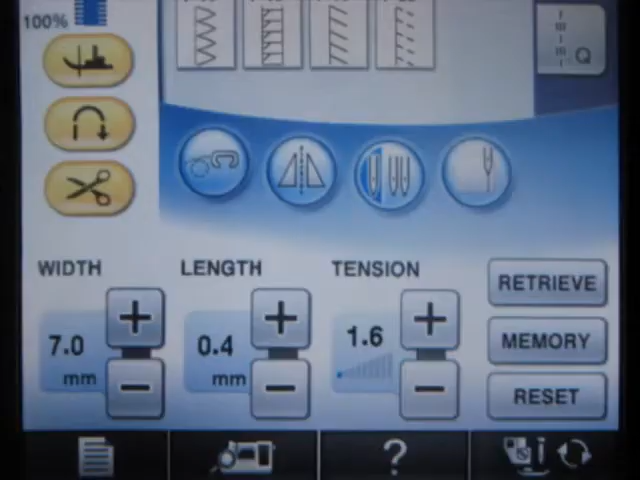 100%
Q
WIDTH LENGTH TENSION
RETRIEVE
7.0 mm
0.4 mm
1.6
MEMORY
RESET
?